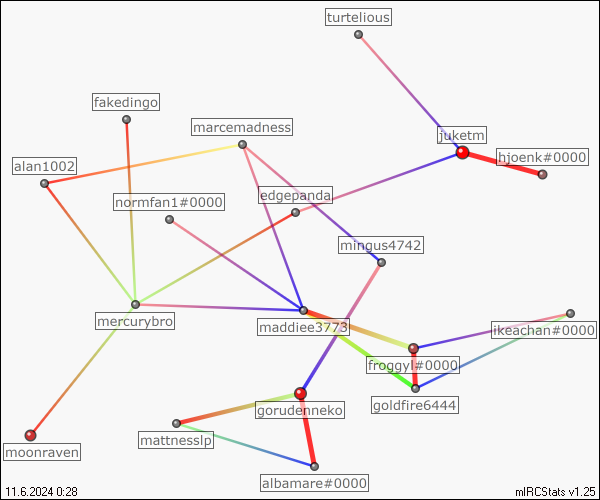 turtelious
fakedingo
marcemadness
juketm
hjoenk#0000
alan1002
normfan1#0000
edgepanda
mingus4742
mercurybro
maddiee3773
ikeachan#0000
froggyl#0000
goldfire6444
gorudenneko
mattnesslp
moonraven
albamare#0000
11.6.2024 0:28
mIRCStats v1.25